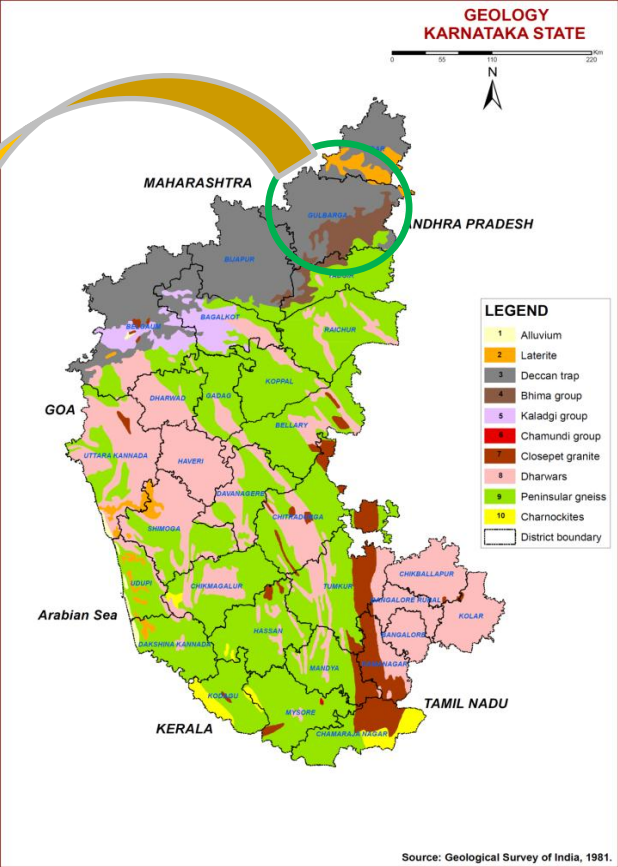 GEOLOGY
KARNATAKA STATE
Km
0 55 110 220
N
MAHARASHTRA
GULBARGA
ANDHRA PRADESH
BIJAPUR
BAGALKOT
BELGAUM
RAICHUR
LEGEND
1 Alluvium
2 Laterite
3 Deccan trap
4 Bhima group
5 Kaladgi group
6 Chamundi group
7 Closepet granite
8 Dharwars
9 Peninsular gneiss
10 Charnockites
District boundary
KOPPAL
DHARWAD
GADAG
GOA
BELLARY
UTTARA KANNADA
HAVERI
DAVANAGERE
CHITRADURGA
SHIMOGA
CHIKBALLAPUR
UDUPI
CHIKMAGALUR
TUMKUR
BANGALORE RURAL
KOLAR
Arabian Sea
HASSAN
BANGALORE
DAKSHINA KANNADA
MANDYA
KODAGU
MYSORE
TAMIL NADU
KERALA
CHAMARAJA NAGAR
Source: Geological Survey of India, 1981.